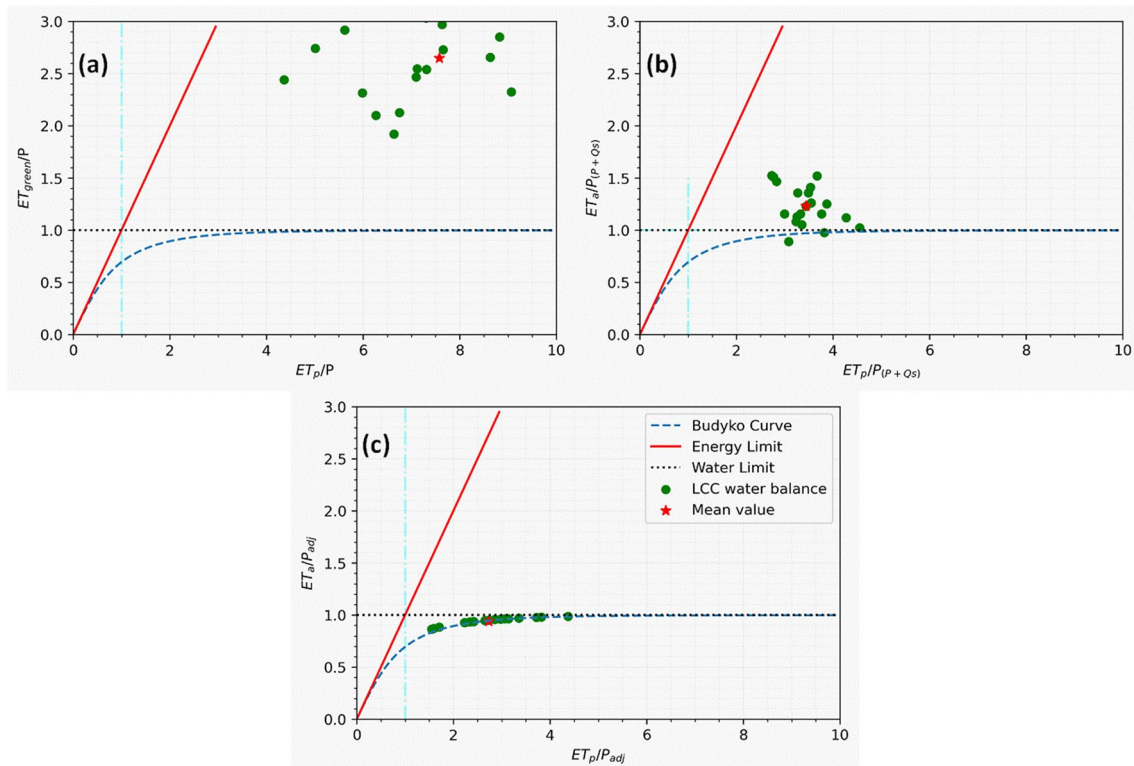 (a)
3.0
2.5
2.0
1.5
1.0
0.5
0.0
0 2 4 6 8 10
ET_green/P
ET_p/P
(b)
3.0
2.5
2.0
1.5
1.0
0.5
0.0
0 2 4 6 8 10
ET_a/P_(P+Qs)
ET_p/P_(P+Qs)
(c)
3.0
2.5
2.0
1.5
1.0
0.5
0.0
0 2 4 6 8 10
ET_a/P_adj
ET_p/P_adj
Budyko Curve
Energy Limit
Water Limit
LCC water balance
Mean value